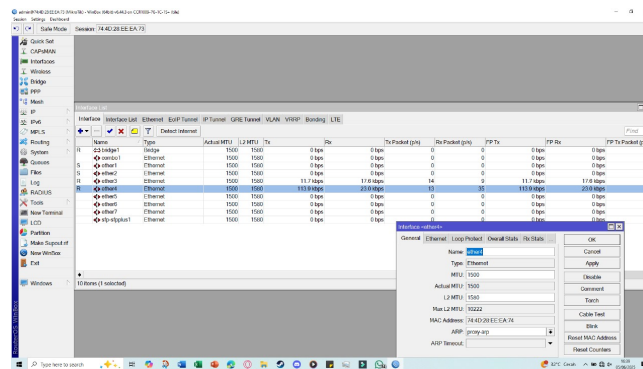 Session Settings Dashboard
Safe Mode Session: 74:4D:28:EE:EA:73
Quick Set
CAPsMAN
Interfaces
Wireless
Bridge
PPP
Mesh
IP
IPv6
MPLS
Routing
System
Queues
Files
Log
RADIUS
Tools
New Terminal
LCD
Partition
Make Supout.rif
New WinBox
Exit
Windows
RouterOS WinBox
Interface List
Interface Interface List Ethernet EoIP Tunnel IP Tunnel GRE Tunnel VLAN VRRP Bonding LTE
Detect Internet Find
Name Type Actual MTU L2 MTU Tx Rx Tx Packet (p/s) Rx Packet (p/s) FP Tx FP Rx FP Tx Packet (p
R bridge1 Bridge 1500 1580 0 bps 0 bps 0 0 0 bps 0 bps
combo1 Ethernet 1500 1580 0 bps 0 bps 0 0 0 bps 0 bps
S ether1 Ethernet 1500 1580 0 bps 0 bps 0 0 0 bps 0 bps
S ether2 Ethernet 1500 1580 0 bps 0 bps 0 0 0 bps 0 bps
R ether3 Ethernet 1500 1580 11.7 kbps 17.6 kbps 14 14 11.7 kbps 17.6 kbps
R ether4 Ethernet 1500 1580 113.0 kbps 23.0 kbps 13 35 113.0 kbps 23.0 kbps
ether5 Ethernet 1500 1580 0 bps 0 bps 0 0 0 bps 0 bps
ether6 Ethernet 1500 1580 0 bps 0 bps 0 0 0 bps 0 bps
ether7 Ethernet 1500 1580 0 bps 0 bps 0 0 0 bps 0 bps
sfp-sfpplus1 Ethernet 1500 1580 0 bps 0 bps 0 0 0 bps 0 bps
10 items (1 selected)
Interface <ether4>
General Ethernet Loop Protect Overall Stats Rx Stats ...
Name: ether4
Type: Ethernet
MTU: 1500
Actual MTU: 1500
L2 MTU: 1580
Max L2 MTU: 10222
MAC Address: 74:4D:28:EE:EA:74
ARP: proxy-arp
ARP Timeout:
OK
Cancel
Apply
Disable
Comment
Torch
Cable Test
Blink
Reset MAC Address
Reset Counters
Type here to search
32°C Cerah